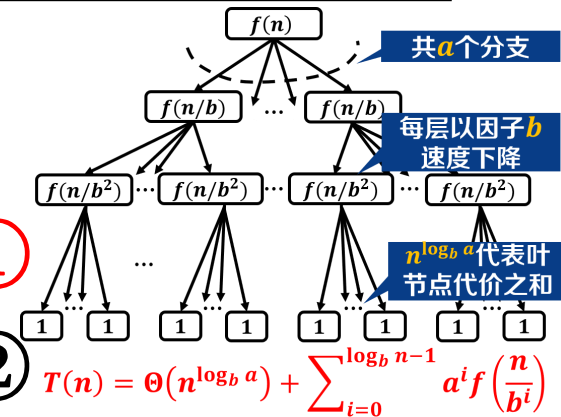 f(n)
共a个分支
f(n/b) ... f(n/b)
每层以因子b
速度下降
f(n/b²) ... f(n/b²) ... f(n/b²) ... f(n/b²)
n^{log_b a}代表叶
节点代价之和
...
... ... ...
1 1 1 1 1 1 1 1
2
T(n) = Θ(n^{log_b a}) + ∑_{i=0}^{log_b n−1} a^i f(n/b^i)